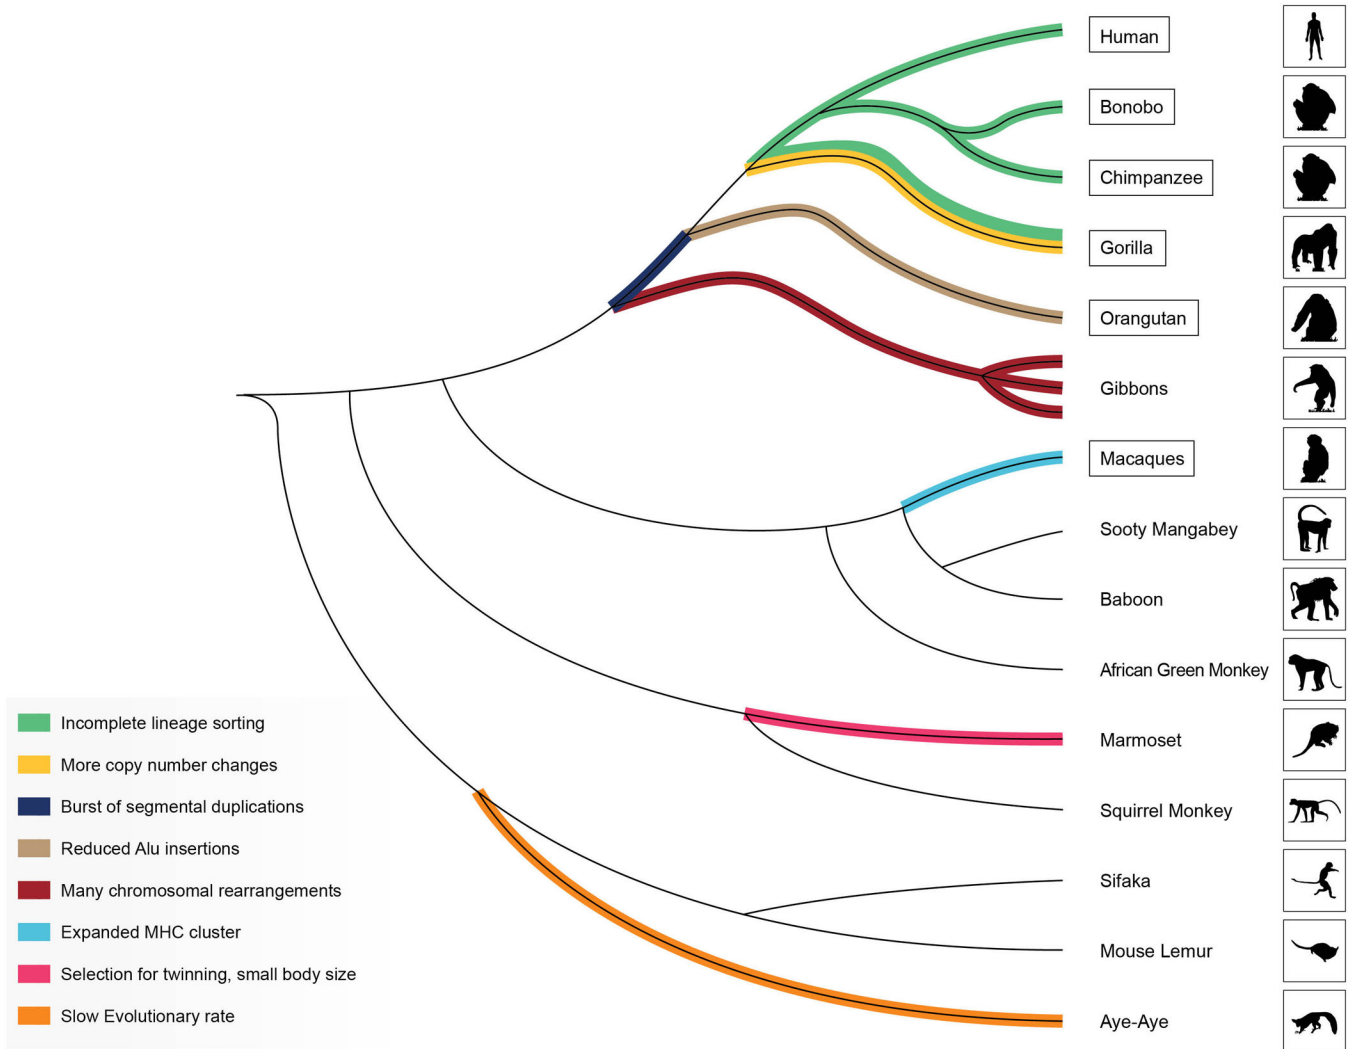 Human
Bonobo
Chimpanzee
Gorilla
Orangutan
Gibbons
Macaques
Sooty Mangabey
Baboon
African Green Monkey
Marmoset
Squirrel Monkey
Sifaka
Mouse Lemur
Aye-Aye
Incomplete lineage sorting
More copy number changes
Burst of segmental duplications
Reduced Alu insertions
Many chromosomal rearrangements
Expanded MHC cluster
Selection for twinning, small body size
Slow Evolutionary rate